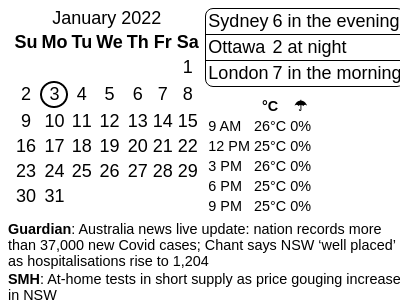 January 2022
Su Mo Tu We Th Fr Sa
1
2 3 4 5 6 7 8
9 10 11 12 13 14 15
16 17 18 19 20 21 22
23 24 25 26 27 28 29
30 31
Sydney 6 in the evening
Ottawa 2 at night
London 7 in the morning
°C ☂
9 AM 26°C 0%
12 PM 25°C 0%
3 PM 26°C 0%
6 PM 25°C 0%
9 PM 25°C 0%
Guardian: Australia news live update: nation records more
than 37,000 new Covid cases; Chant says NSW ‘well placed’
as hospitalisations rise to 1,204
SMH: At-home tests in short supply as price gouging increase
in NSW